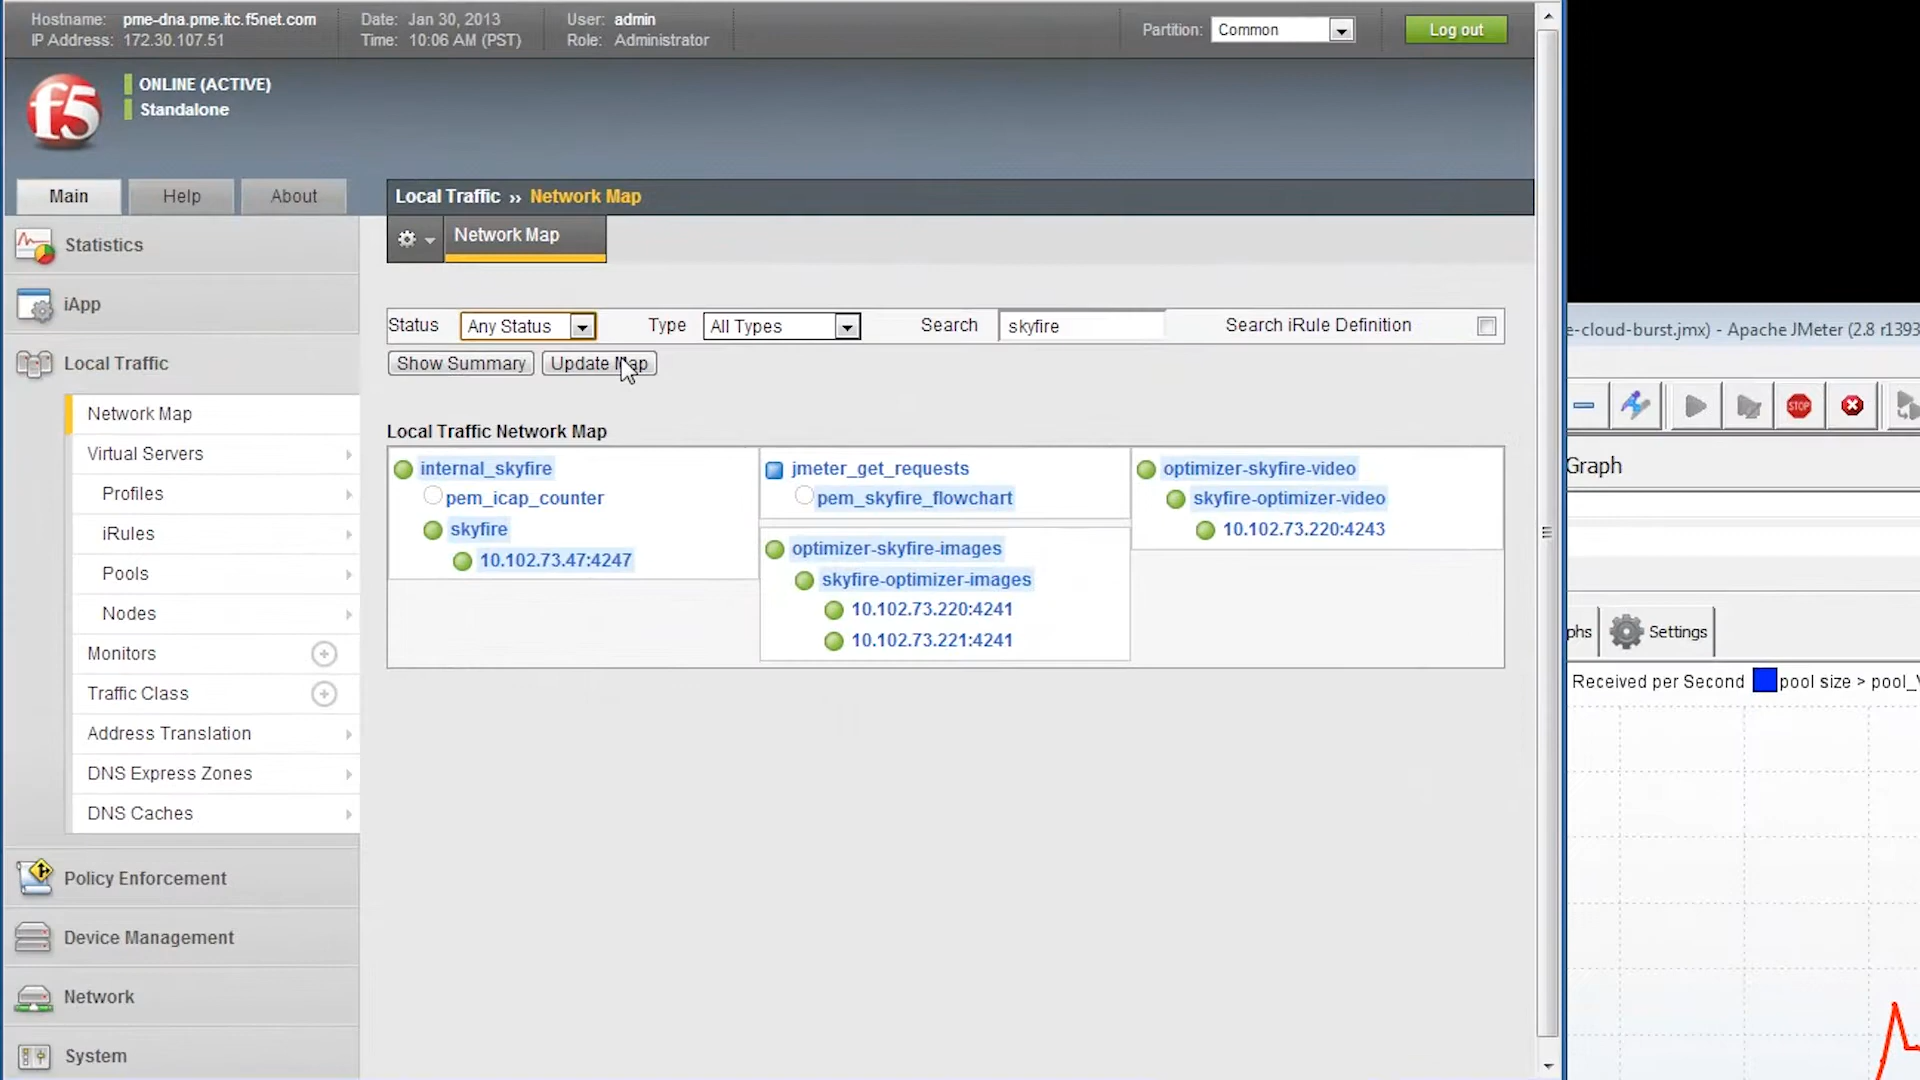 Hostname: pme-dna.pme.itc.f5net.com
IP Address: 172.30.107.51
Date: Jan 30, 2013
Time: 10:06 AM (PST)
User: admin
Role: Administrator
Partition: Common
Log out
f5
ONLINE (ACTIVE)
Standalone
Main
Help
About
Local Traffic ›› Network Map
Network Map
Statistics
iApp
Local Traffic
Network Map
Virtual Servers
Profiles
iRules
Pools
Nodes
Monitors
Traffic Class
Address Translation
DNS Express Zones
DNS Caches
Policy Enforcement
Device Management
Network
System
Status Any Status Type All Types Search skyfire Search iRule Definition
Show Summary Update Map
Local Traffic Network Map
internal_skyfire
pem_icap_counter
skyfire
10.102.73.47:4247
jmeter_get_requests
pem_skyfire_flowchart
optimizer-skyfire-images
skyfire-optimizer-images
10.102.73.220:4241
10.102.73.221:4241
optimizer-skyfire-video
skyfire-optimizer-video
10.102.73.220:4243
e-cloud-burst.jmx) - Apache JMeter (2.8 r1393
STOP
Graph
phs Settings
Received per Second pool size > pool_